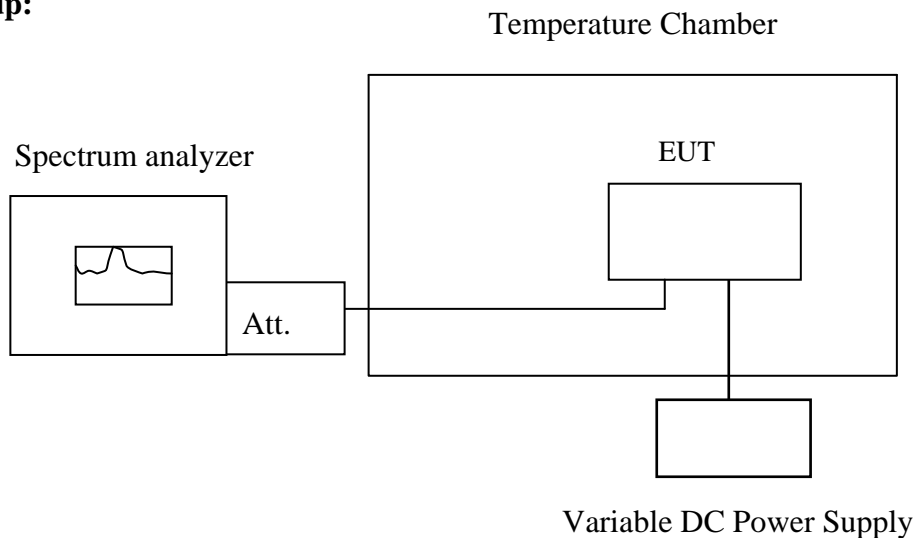 up:
Temperature Chamber
Spectrum analyzer
EUT
Att.
Variable DC Power Supply